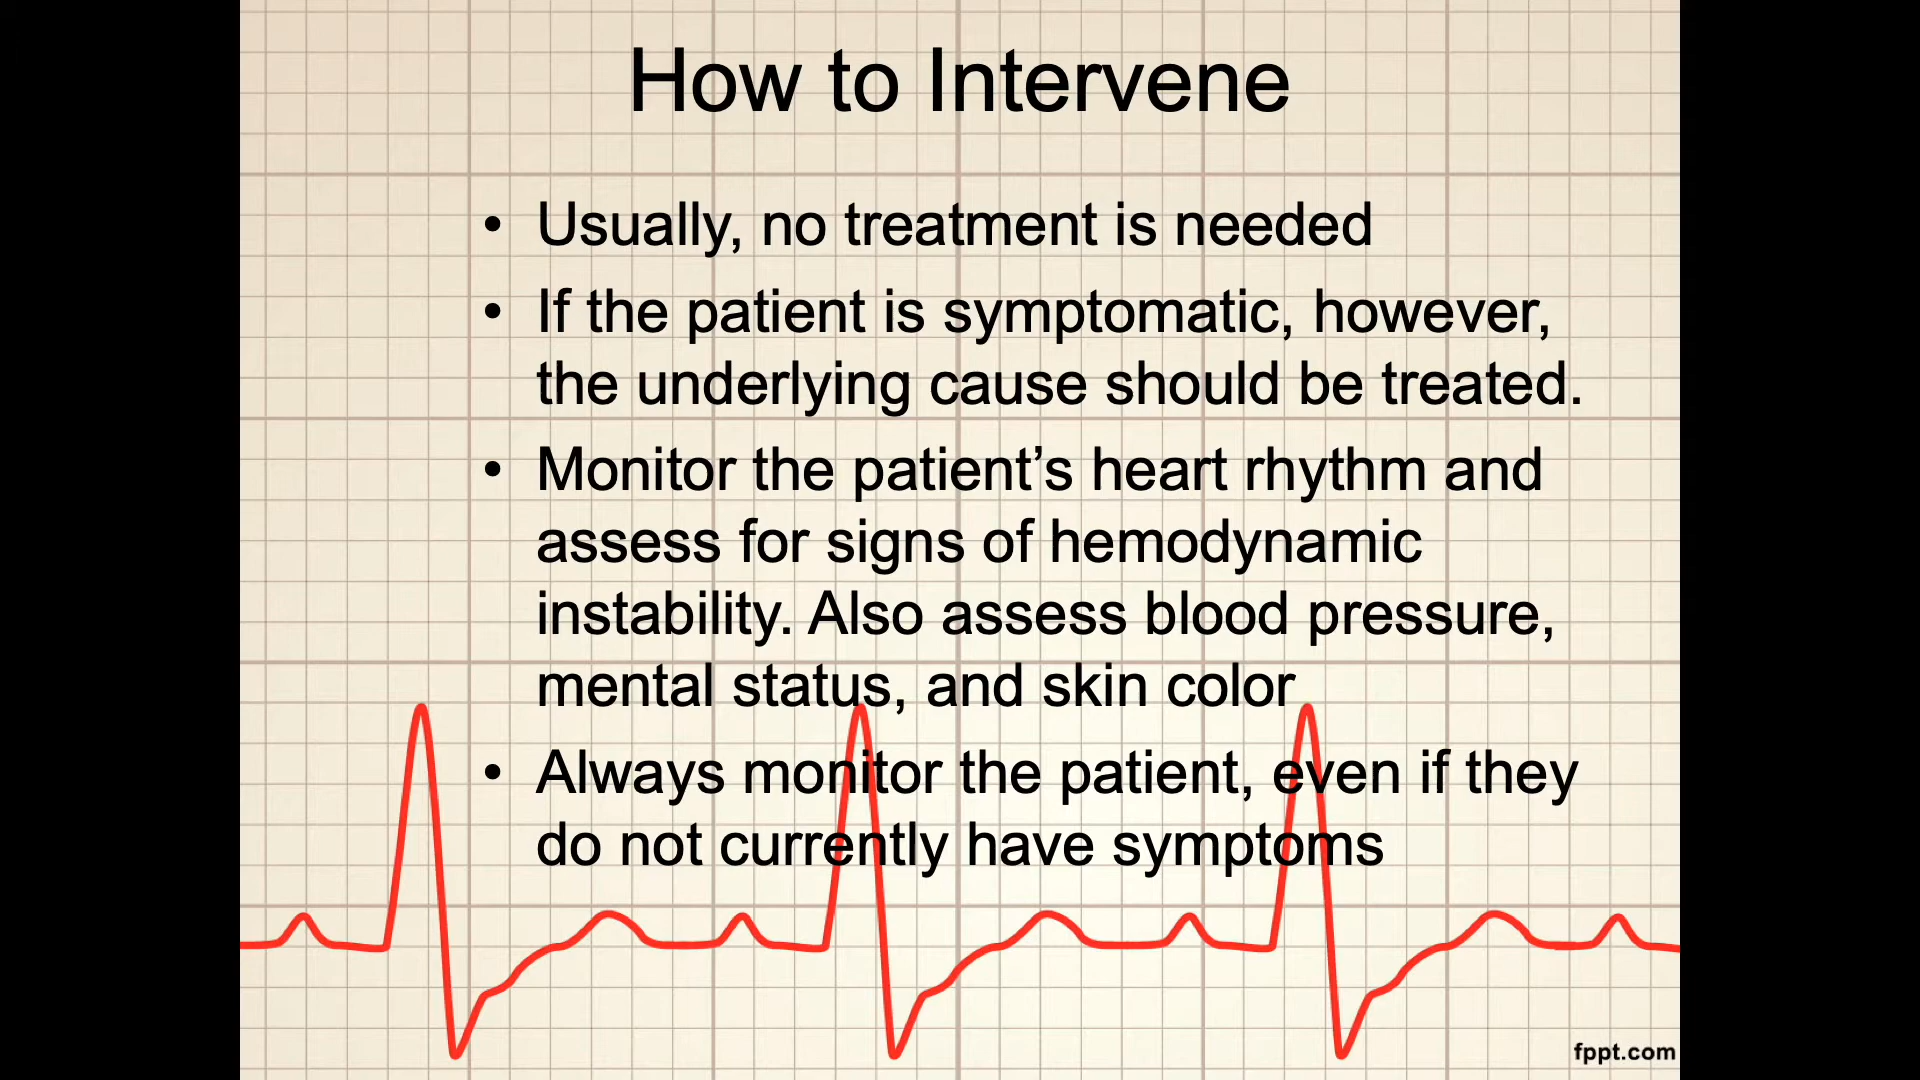 How to Intervene
• Usually, no treatment is needed
• If the patient is symptomatic, however,
the underlying cause should be treated.
• Monitor the patient’s heart rhythm and
assess for signs of hemodynamic
instability. Also assess blood pressure,
mental status, and skin color
• Always monitor the patient, even if they
do not currently have symptoms
fppt.com